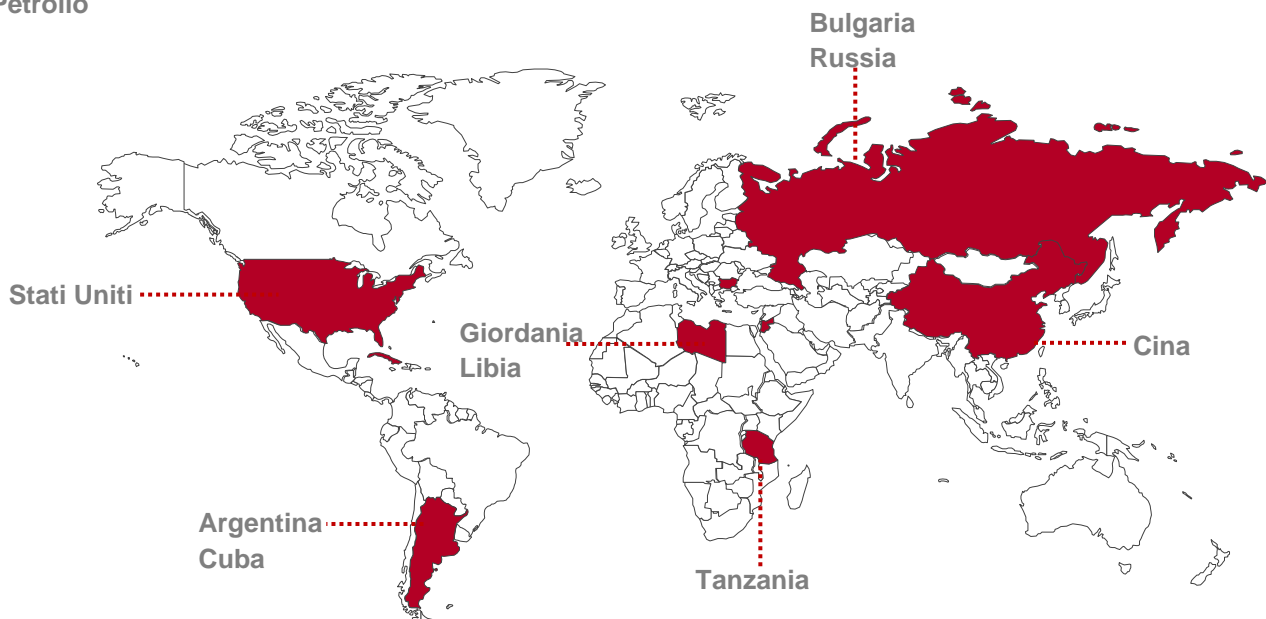 Petrolio
Bulgaria
Russia
Stati Uniti
Giordania
Libia
Cina
Argentina
Cuba
Tanzania